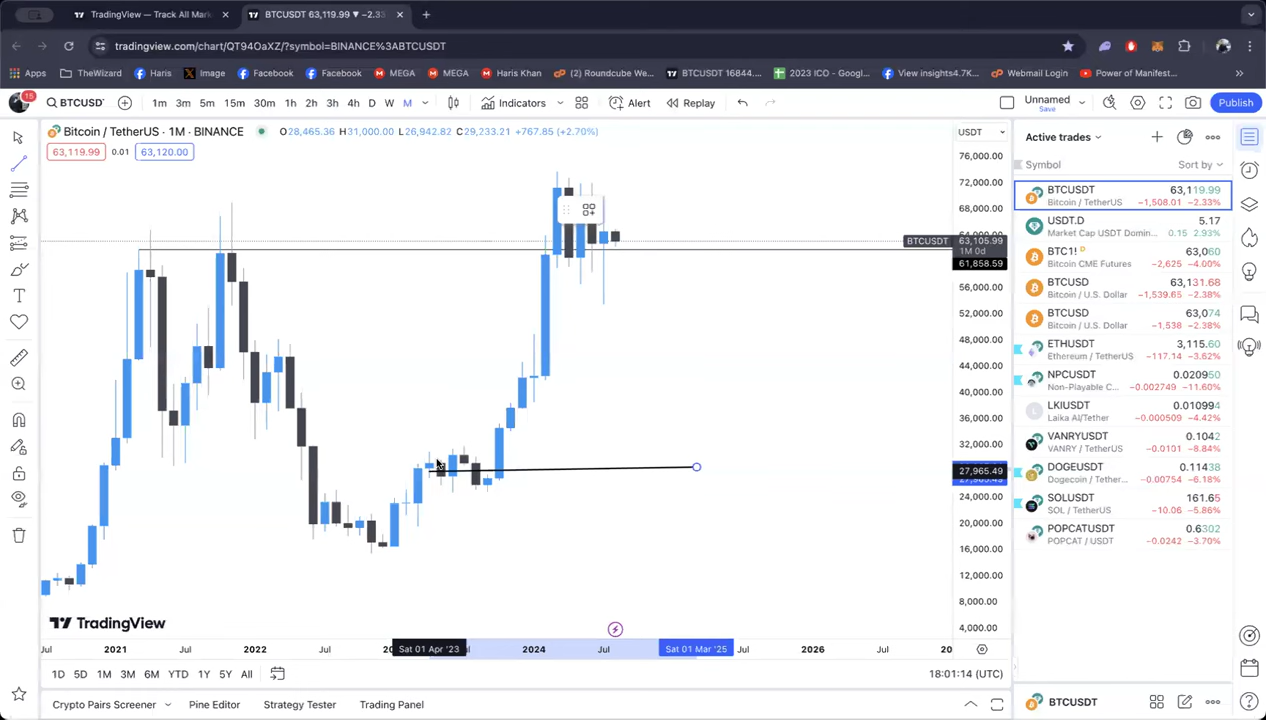 TradingView — Track All Mar
BTCUSDT 63,119.99 ▼ −2.33
tradingview.com/chart/QT94OaXZ/?symbol=BINANCE%3ABTCUSDT
Apps TheWizard Haris Image Facebook Facebook MEGA MEGA Haris Khan (2) Roundcube We... BTCUSDT 16844.... 2023 ICO - Googl... View insights4.7K... Webmail Login Power of Manifest...
15
BTCUSD 1m 3m 5m 15m 30m 1h 2h 3h 4h D W M Indicators Alert Replay Unnamed Save Publish
Bitcoin / TetherUS · 1M · BINANCE O28,465.36 H31,000.00 L26,942.82 C29,233.21 +767.85 (+2.70%)
63,119.99 0.01 63,120.00
USDT
76,000.00
72,000.00
68,000.00
BTCUSDT 63,105.99
1M 0d
61,858.59
56,000.00
52,000.00
48,000.00
44,000.00
40,000.00
36,000.00
32,000.00
27,965.49
24,000.00
20,000.00
16,000.00
12,000.00
8,000.00
4,000.00
TradingView
Jul 2021 Jul 2022 Sat 01 Apr '23 2024 Jul Sat 01 Mar '25 Jul 2026 Jul 20
1D 5D 1M 3M 6M YTD 1Y 5Y All 18:01:14 (UTC)
Crypto Pairs Screener Pine Editor Strategy Tester Trading Panel
Active trades
Symbol Sort by
BTCUSDT 63,119.99
Bitcoin / TetherUS −1,508.01 −2.33%
USDT.D 5.17
Market Cap USDT Domin... 0.15 2.93%
BTC1! D 63,060
Bitcoin CME Futures −2,625 −4.00%
BTCUSD 63,131.68
Bitcoin / U.S. Dollar −1,539.65 −2.38%
BTCUSD 63,074
Bitcoin / U.S. Dollar −1,538 −2.38%
ETHUSDT 3,115.60
Ethereum / TetherUS −117.14 −3.62%
NPCUSDT 0.020950
Non-Playable C... −0.002749 −11.60%
LKIUSDT 0.010994
Laika AI/Tether −0.000509 −4.42%
VANRYUSDT 0.1042
VANRY / TetherUS −0.0101 −8.84%
DOGEUSDT 0.11438
Dogecoin / Tether... −0.00754 −6.18%
SOLUSDT 161.65
SOL / TetherUS −10.06 −5.86%
POPCATUSDT 0.6302
POPCAT / USDT −0.0242 −3.70%
BTCUSDT